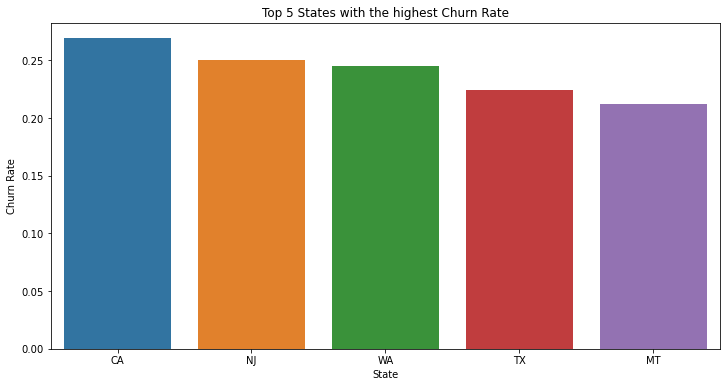 Top 5 States with the highest Churn Rate
Churn Rate
0.25
0.20
0.15
0.10
0.05
0.00
CA NJ WA TX MT
State